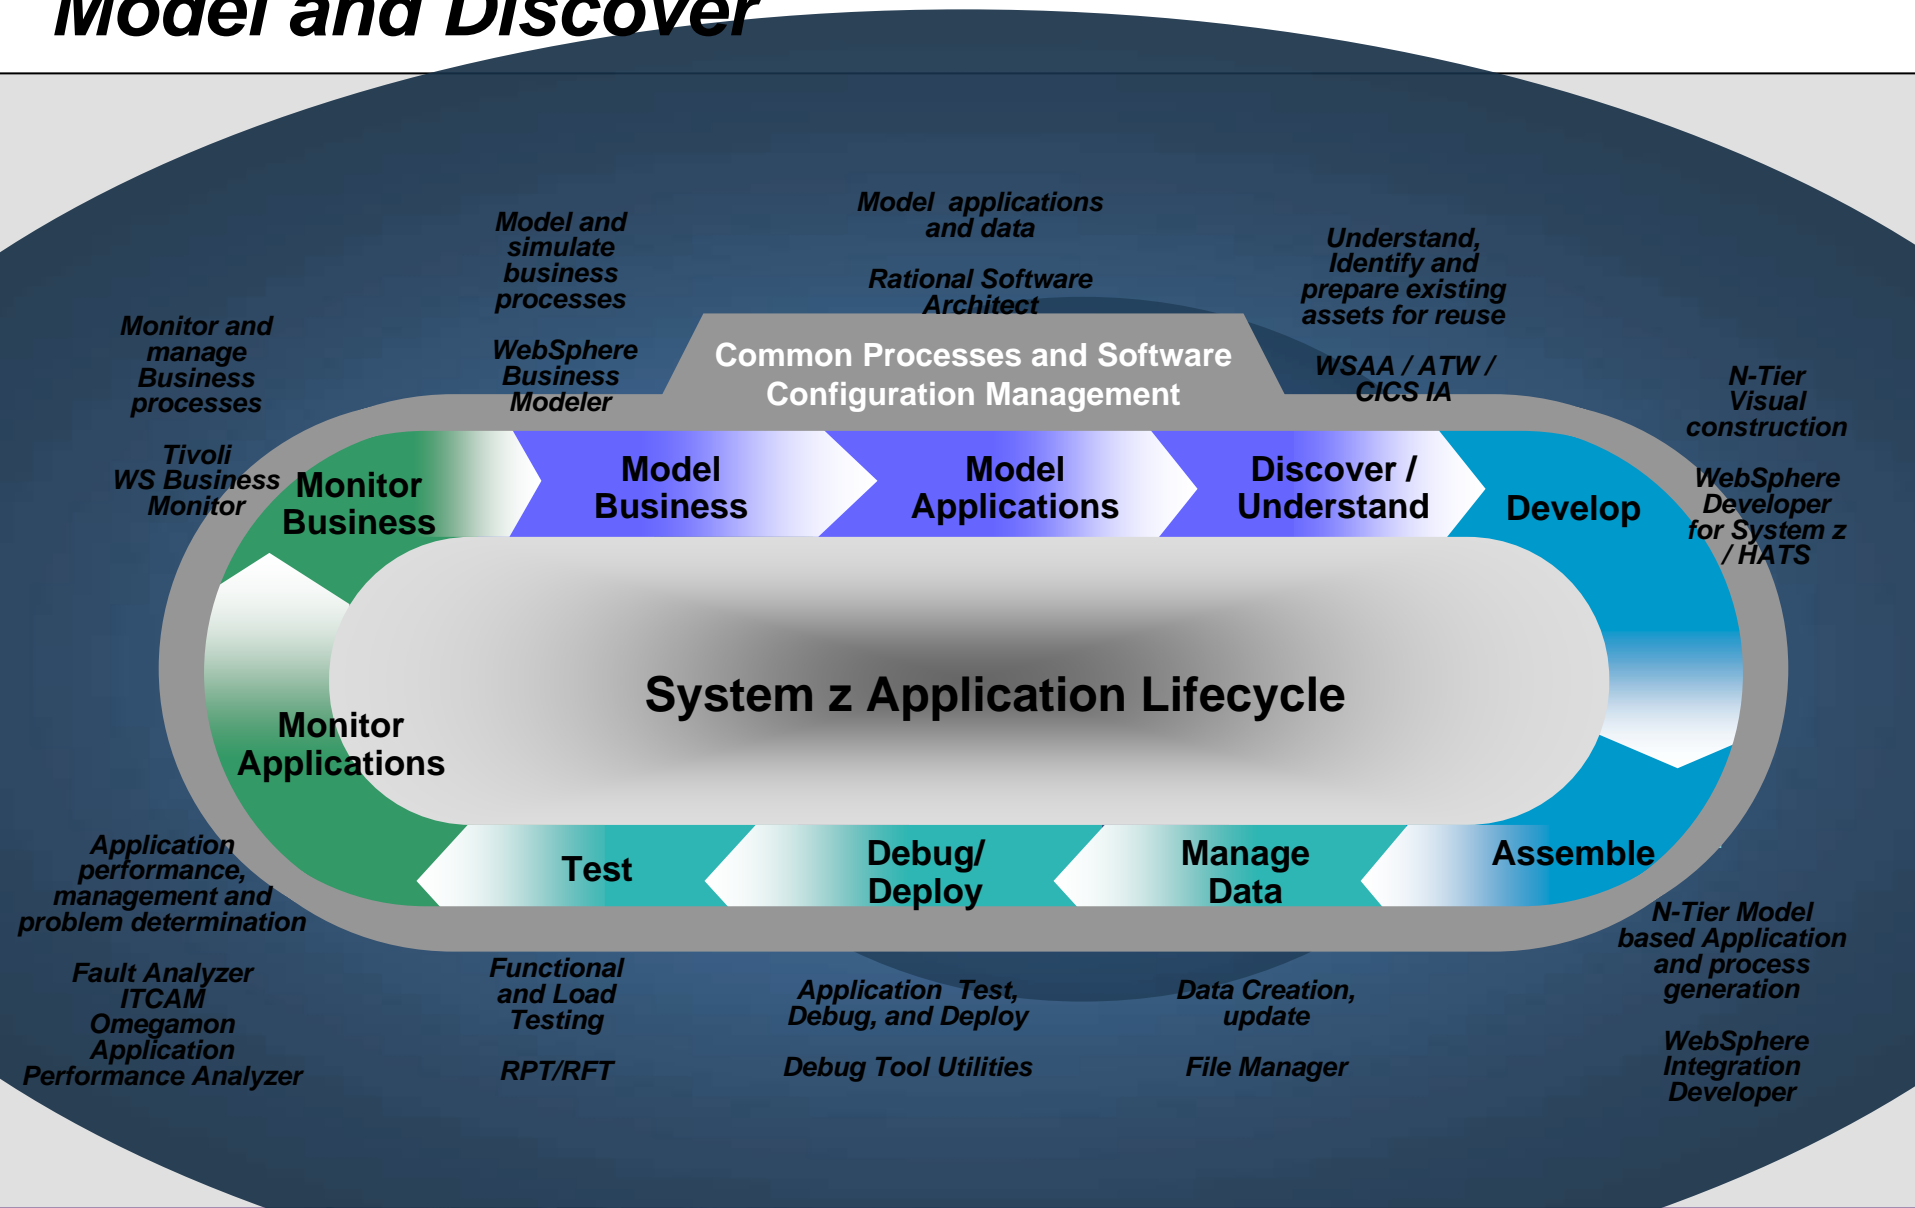 Model and Discover
Model applications
and data
Rational Software
Architect
Model and
simulate
business
processes
WebSphere
Business
Modeler
Understand,
Identify and
prepare existing
assets for reuse
WSAA / ATW /
CICS IA
Monitor and
manage
Business
processes
Tivoli
WS Business
Monitor
Common Processes and Software
Configuration Management
N-Tier
Visual
construction
WebSphere
Developer
for System z
/ HATS
Monitor
Business
Model
Business
Model
Applications
Discover /
Understand
Develop
System z Application Lifecycle
Monitor
Applications
Test
Debug/
Deploy
Manage
Data
Assemble
Application
performance,
management and
problem determination
Fault Analyzer
ITCAM
Omegamon
Application
Performance Analyzer
Functional
and Load
Testing
RPT/RFT
Application Test,
Debug, and Deploy
Debug Tool Utilities
Data Creation,
update
File Manager
N-Tier Model
based Application
and process
generation
WebSphere
Integration
Developer